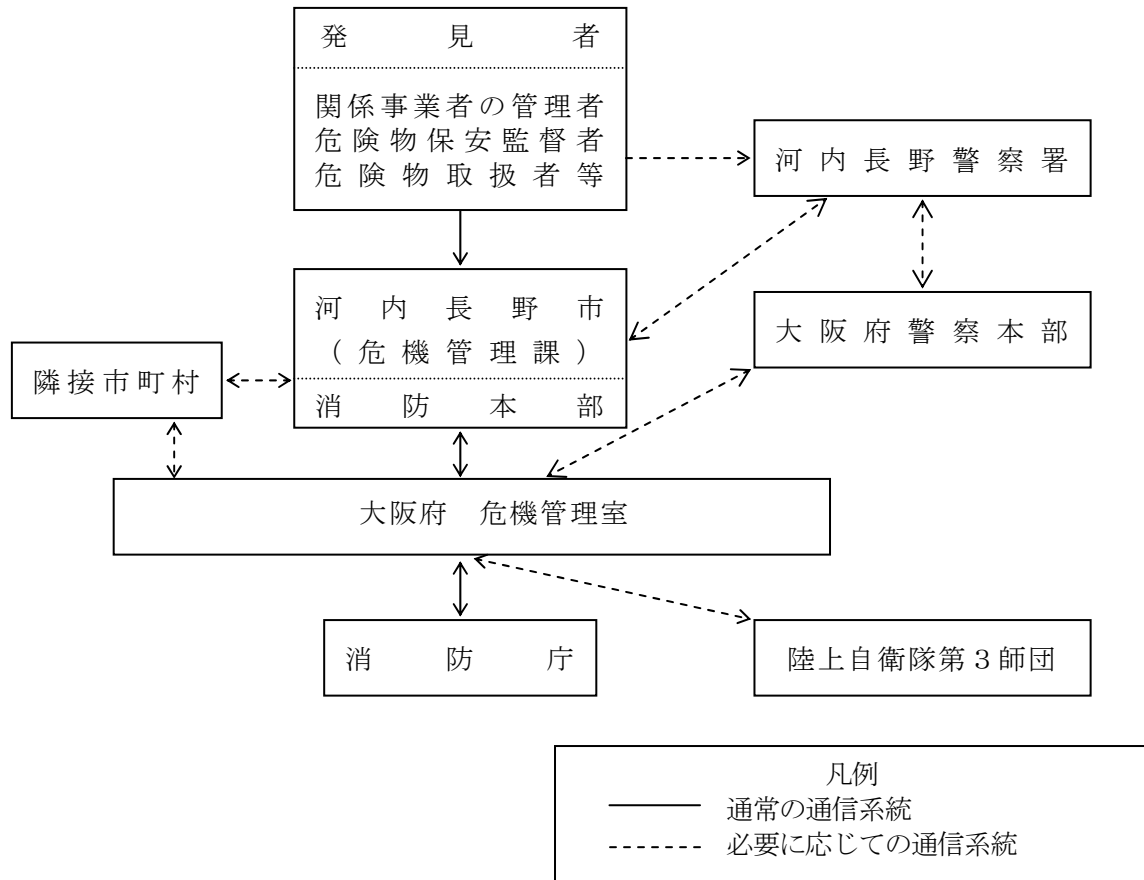 発見者
関係事業者の管理者
危険物保安監督者
危険物取扱者等
河内長野警察署
河内長野市
(危機管理課)
大阪府警察本部
隣接市町村
消防本部
大阪府 危機管理室
消防庁
陸上自衛隊第3師団
凡例
通常の通信系統
必要に応じての通信系統